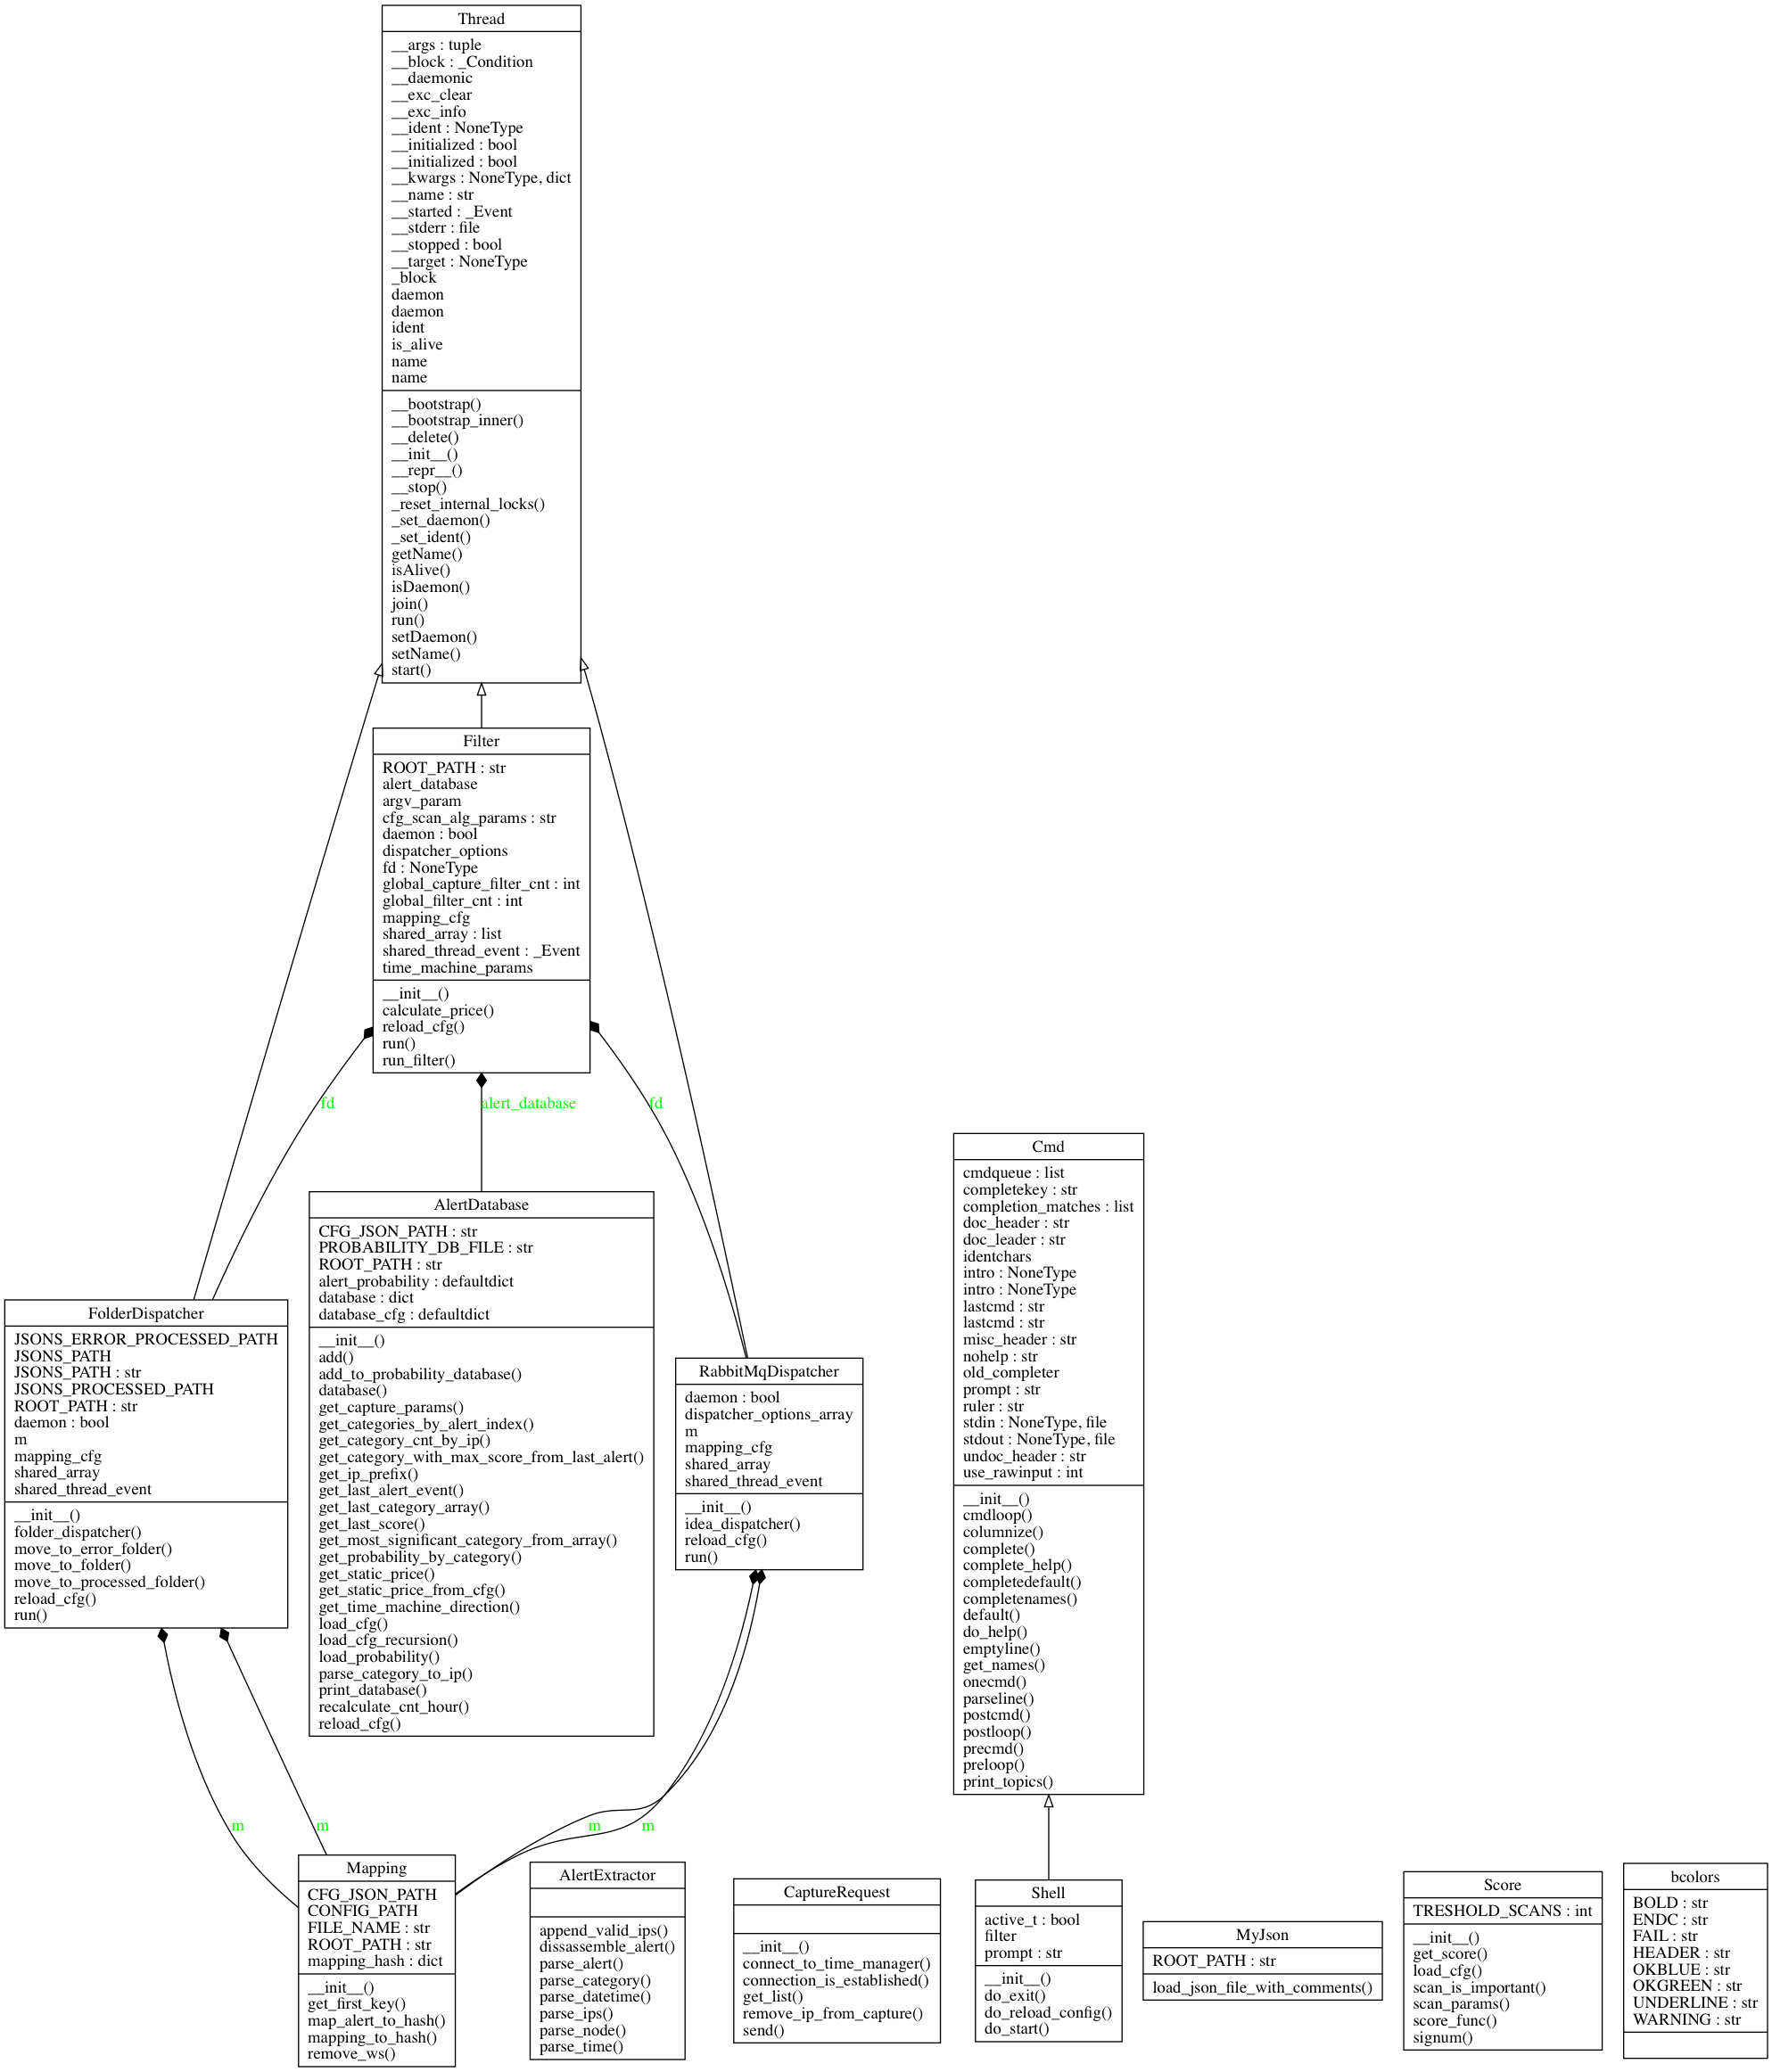 Thread
__args : tuple
__block : _Condition
__daemonic
__exc_clear
__exc_info
__ident : NoneType
__initialized : bool
__initialized : bool
__kwargs : NoneType, dict
__name : str
__started : _Event
__stderr : file
__stopped : bool
__target : NoneType
_block
daemon
daemon
ident
is_alive
name
name
__bootstrap()
__bootstrap_inner()
__delete()
__init__()
__repr__()
__stop()
_reset_internal_locks()
_set_daemon()
_set_ident()
getName()
isAlive()
isDaemon()
join()
run()
setDaemon()
setName()
start()
Filter
ROOT_PATH : str
alert_database
argv_param
cfg_scan_alg_params : str
daemon : bool
dispatcher_options
fd : NoneType
global_capture_filter_cnt : int
global_filter_cnt : int
mapping_cfg
shared_array : list
shared_thread_event : _Event
time_machine_params
__init__()
calculate_price()
reload_cfg()
run()
run_filter()
fd
alert_database
fd
FolderDispatcher
JSONS_ERROR_PROCESSED_PATH
JSONS_PATH
JSONS_PATH : str
JSONS_PROCESSED_PATH
ROOT_PATH : str
daemon : bool
m
mapping_cfg
shared_array
shared_thread_event
__init__()
folder_dispatcher()
move_to_error_folder()
move_to_folder()
move_to_processed_folder()
reload_cfg()
run()
AlertDatabase
CFG_JSON_PATH : str
PROBABILITY_DB_FILE : str
ROOT_PATH : str
alert_probability : defaultdict
database : dict
database_cfg : defaultdict
__init__()
add()
add_to_probability_database()
database()
get_capture_params()
get_categories_by_alert_index()
get_category_cnt_by_ip()
get_category_with_max_score_from_last_alert()
get_ip_prefix()
get_last_alert_event()
get_last_category_array()
get_last_score()
get_most_significant_category_from_array()
get_probability_by_category()
get_static_price()
get_static_price_from_cfg()
get_time_machine_direction()
load_cfg()
load_cfg_recursion()
load_probability()
parse_category_to_ip()
print_database()
recalculate_cnt_hour()
reload_cfg()
RabbitMqDispatcher
daemon : bool
dispatcher_options_array
m
mapping_cfg
shared_array
shared_thread_event
__init__()
idea_dispatcher()
reload_cfg()
run()
Cmd
cmdqueue : list
completekey : str
completion_matches : list
doc_header : str
doc_leader : str
identchars
intro : NoneType
intro : NoneType
lastcmd : str
lastcmd : str
misc_header : str
nohelp : str
old_completer
prompt : str
ruler : str
stdin : NoneType, file
stdout : NoneType, file
undoc_header : str
use_rawinput : int
__init__()
cmdloop()
columnize()
complete()
complete_help()
completedefault()
completenames()
default()
do_help()
emptyline()
get_names()
onecmd()
parseline()
postcmd()
postloop()
precmd()
preloop()
print_topics()
m
m
m
m
Mapping
CFG_JSON_PATH
CONFIG_PATH
FILE_NAME : str
ROOT_PATH : str
mapping_hash : dict
__init__()
get_first_key()
map_alert_to_hash()
mapping_to_hash()
remove_ws()
AlertExtractor
append_valid_ips()
dissassemble_alert()
parse_alert()
parse_category()
parse_datetime()
parse_ips()
parse_node()
parse_time()
CaptureRequest
__init__()
connect_to_time_manager()
connection_is_established()
get_list()
remove_ip_from_capture()
send()
Shell
active_t : bool
filter
prompt : str
__init__()
do_exit()
do_reload_config()
do_start()
MyJson
ROOT_PATH : str
load_json_file_with_comments()
Score
TRESHOLD_SCANS : int
__init__()
get_score()
load_cfg()
scan_is_important()
scan_params()
score_func()
signum()
bcolors
BOLD : str
ENDC : str
FAIL : str
HEADER : str
OKBLUE : str
OKGREEN : str
UNDERLINE : str
WARNING : str